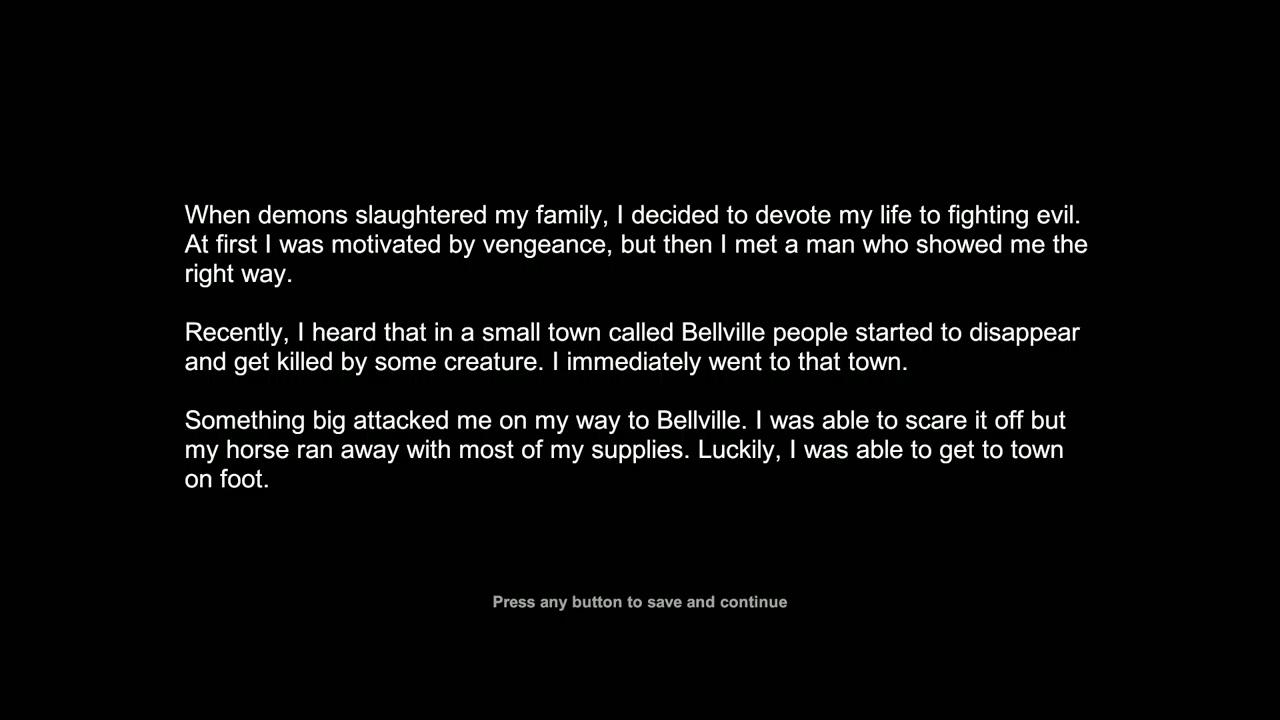 When demons slaughtered my family, I decided to devote my life to fighting evil.
At first I was motivated by vengeance, but then I met a man who showed me the
right way.
Recently, I heard that in a small town called Bellville people started to disappear
and get killed by some creature. I immediately went to that town.
Something big attacked me on my way to Bellville. I was able to scare it off but
my horse ran away with most of my supplies. Luckily, I was able to get to town
on foot.
Press any button to save and continue